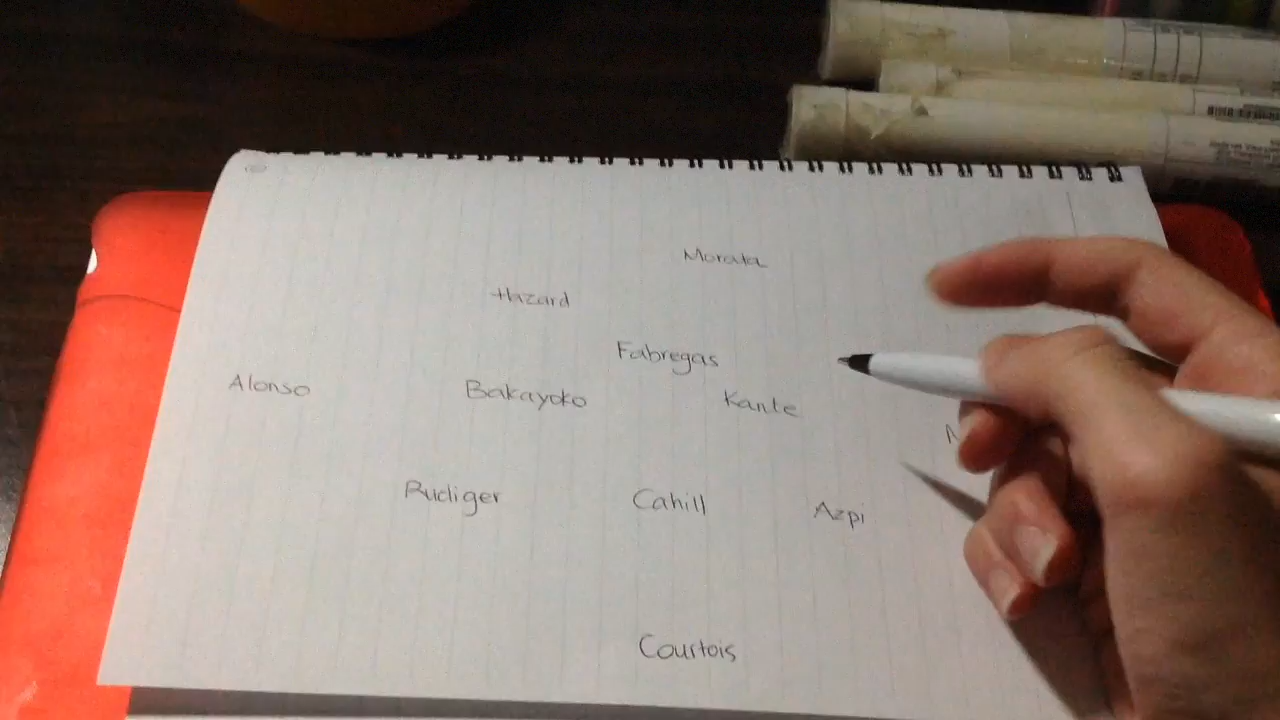 Morata
Hazard
Fabregas
Alonso Bakayoko Kante
Rudiger Cahill Azpi
Courtois